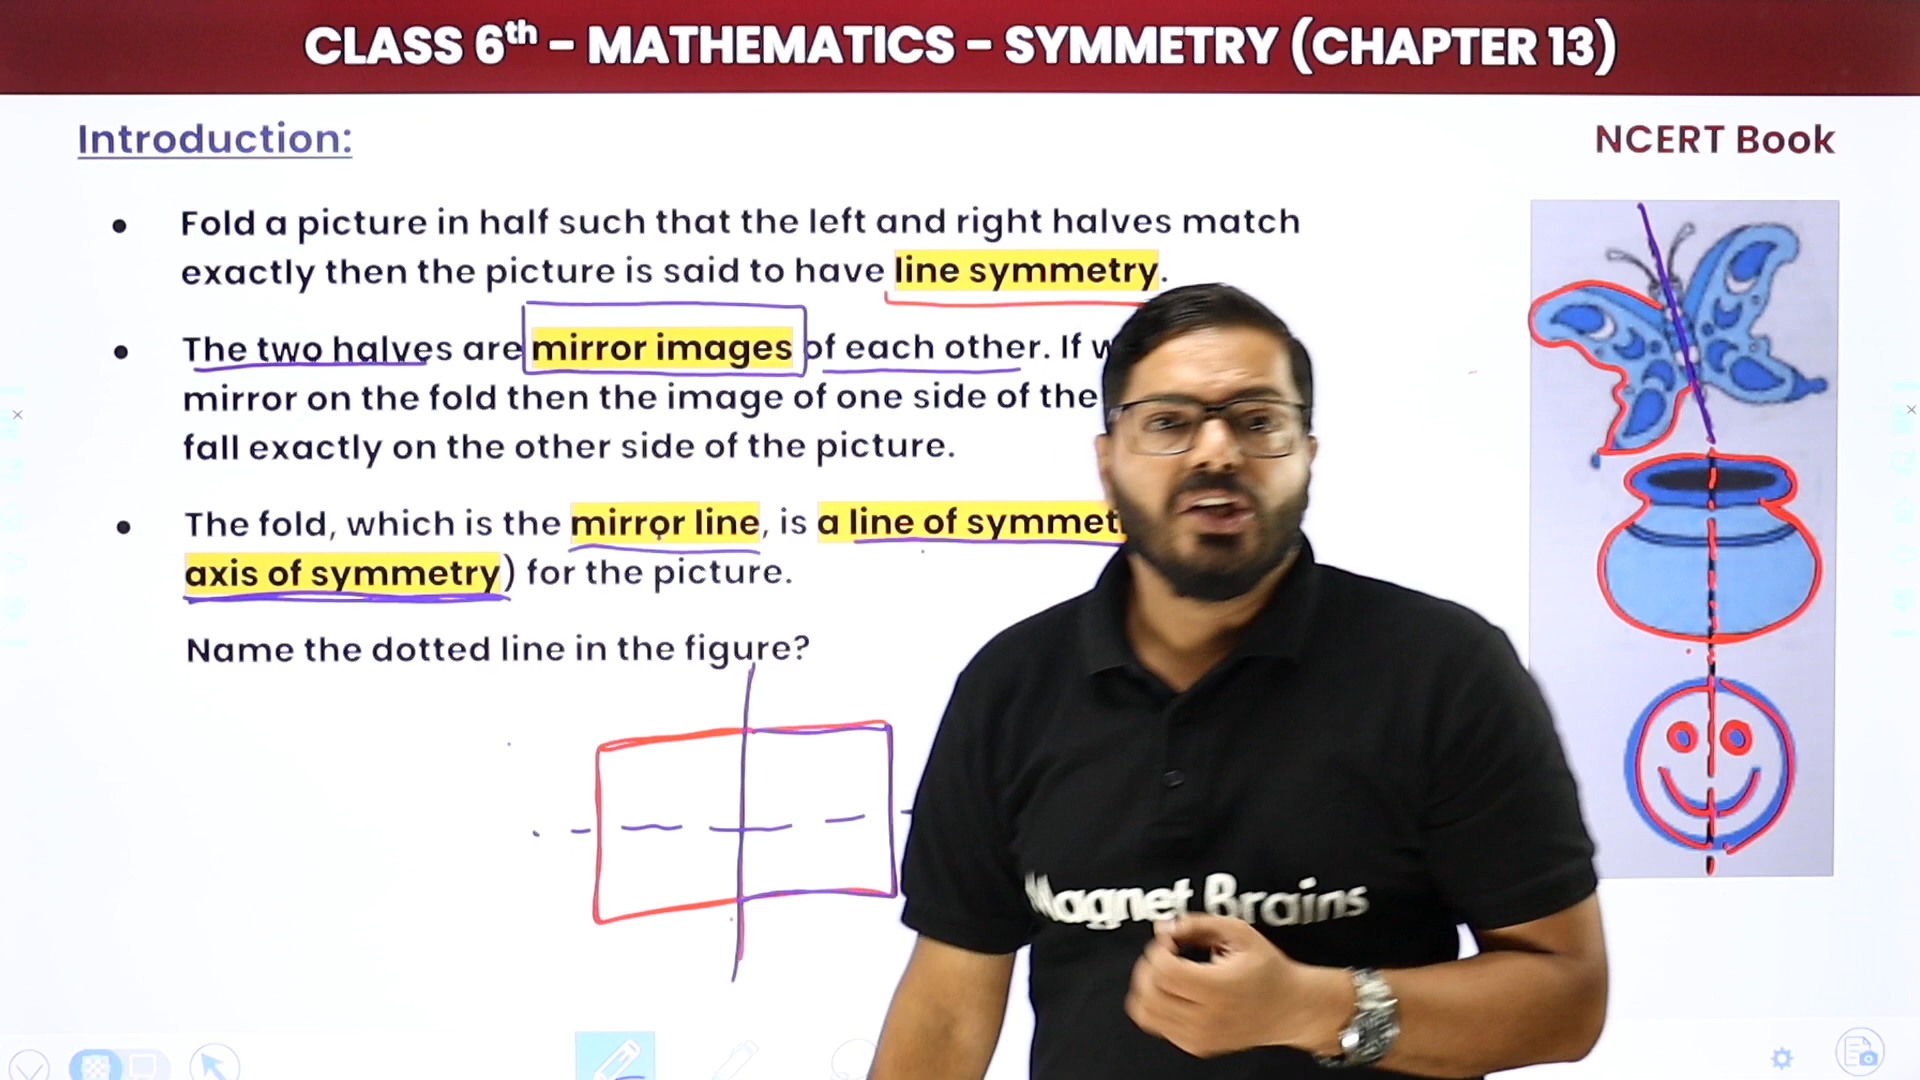 CLASS 6th – MATHEMATICS – SYMMETRY (CHAPTER 13)
Introduction:
NCERT Book
• Fold a picture in half such that the left and right halves match
exactly then the picture is said to have line symmetry.
• The two halves are mirror images of each other. If
mirror on the fold then the image of one side of the
fall exactly on the other side of the picture.
• The fold, which is the mirror line, is a line of
axis of symmetry) for the picture.
Name the dotted line in the figure?
Magnet Brains